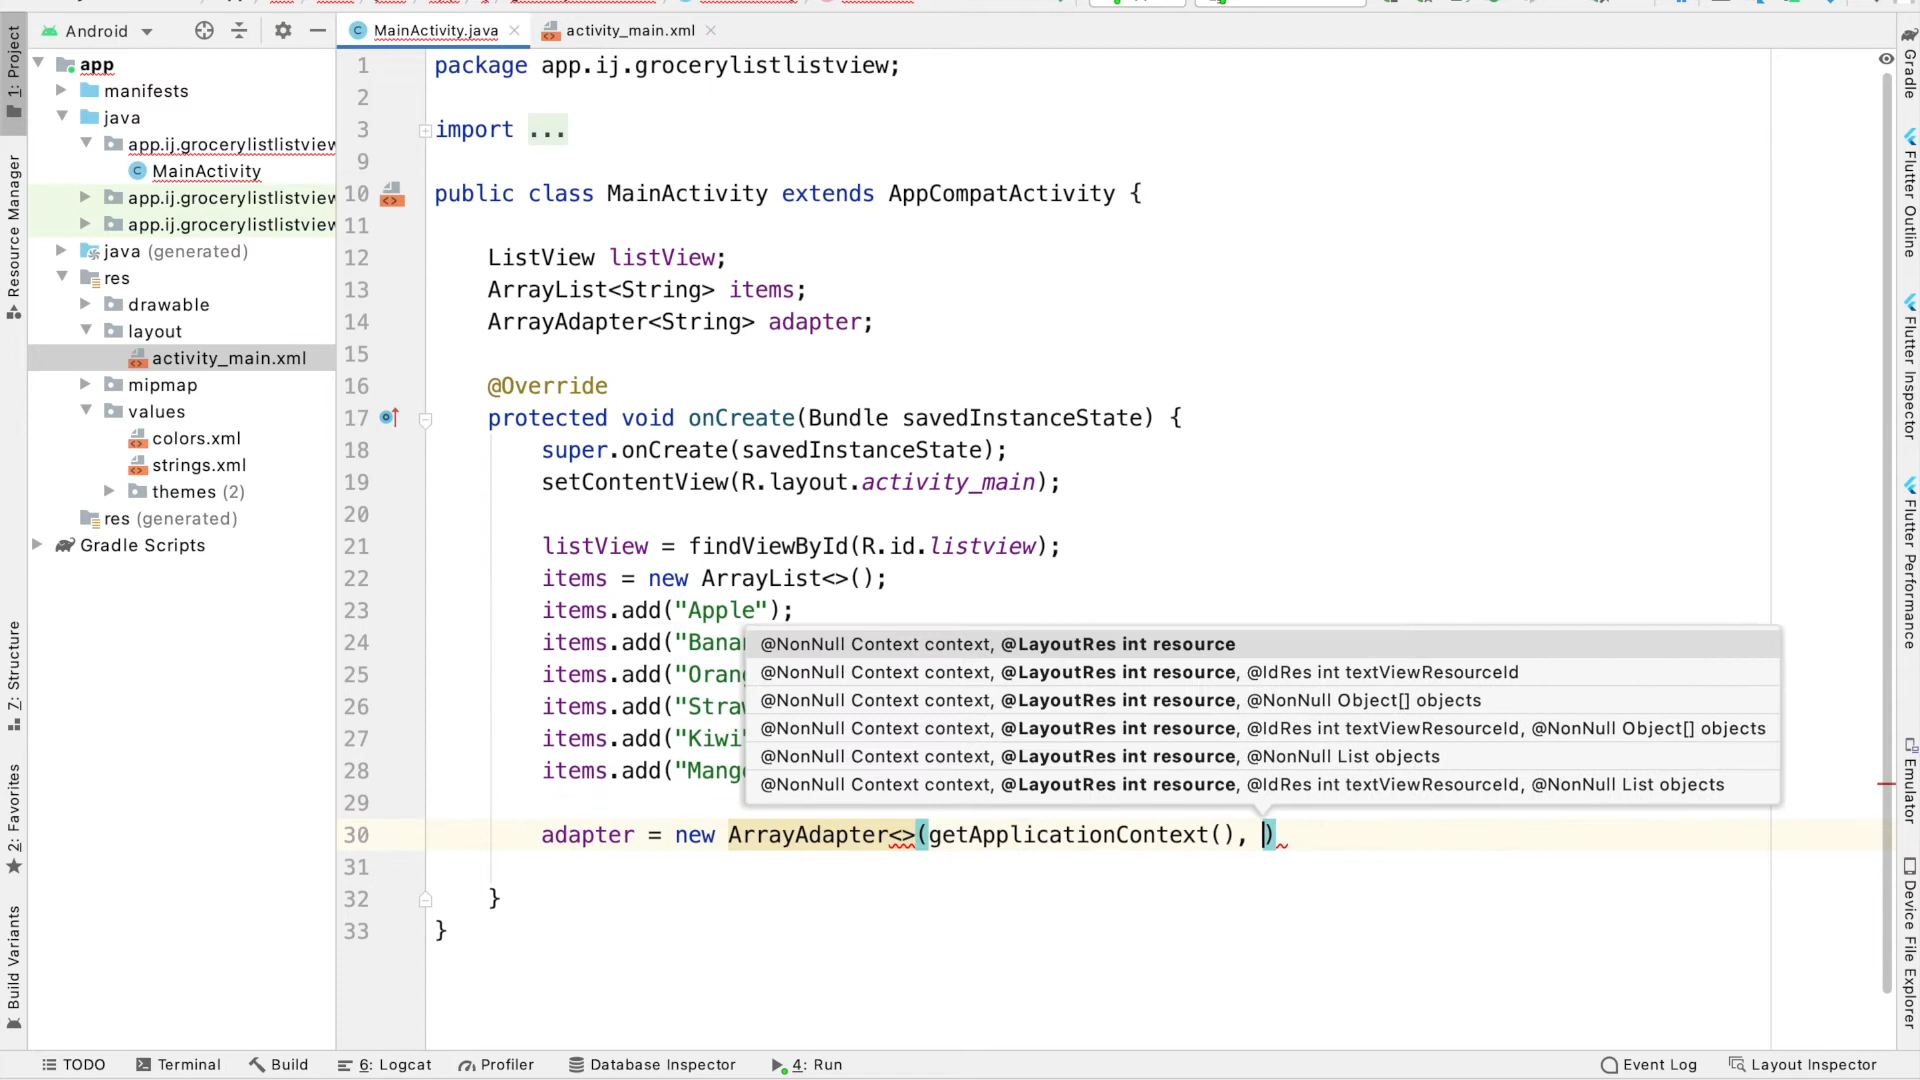 Android
MainActivity.java
activity_main.xml
1: Project
Resource Manager
7: Structure
2: Favorites
Build Variants
app
manifests
java
app.ij.grocerylistlistview
MainActivity
app.ij.grocerylistlistview
app.ij.grocerylistlistview
java (generated)
res
drawable
layout
activity_main.xml
mipmap
values
colors.xml
strings.xml
themes (2)
res (generated)
Gradle Scripts
1 package app.ij.grocerylistlistview;
2
3 import ...
9
10 public class MainActivity extends AppCompatActivity {
11
12 ListView listView;
13 ArrayList<String> items;
14 ArrayAdapter<String> adapter;
15
16 @Override
17 protected void onCreate(Bundle savedInstanceState) {
18 super.onCreate(savedInstanceState);
19 setContentView(R.layout.activity_main);
20
21 listView = findViewById(R.id.listview);
22 items = new ArrayList<>();
23 items.add("Apple");
24 items.add("Banan
25 items.add("Orang
26 items.add("Straw
27 items.add("Kiwi"
28 items.add("Mango
29
30 adapter = new ArrayAdapter<>(getApplicationContext(), )
31
32 }
33 }
@NonNull Context context, @LayoutRes int resource
@NonNull Context context, @LayoutRes int resource, @IdRes int textViewResourceId
@NonNull Context context, @LayoutRes int resource, @NonNull Object[] objects
@NonNull Context context, @LayoutRes int resource, @IdRes int textViewResourceId, @NonNull Object[] objects
@NonNull Context context, @LayoutRes int resource, @NonNull List objects
@NonNull Context context, @LayoutRes int resource, @IdRes int textViewResourceId, @NonNull List objects
Gradle
Flutter Outline
Flutter Inspector
Flutter Performance
Emulator
Device File Explorer
TODO
Terminal
Build
6: Logcat
Profiler
Database Inspector
4: Run
Event Log
Layout Inspector